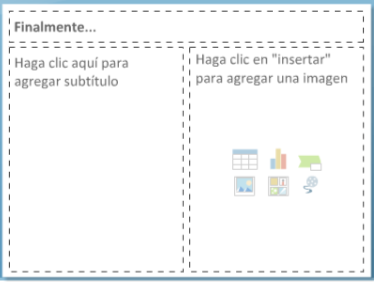 Finalmente...
Haga clic aquí para
agregar subtítulo
Haga clic en "insertar"
para agregar una imagen